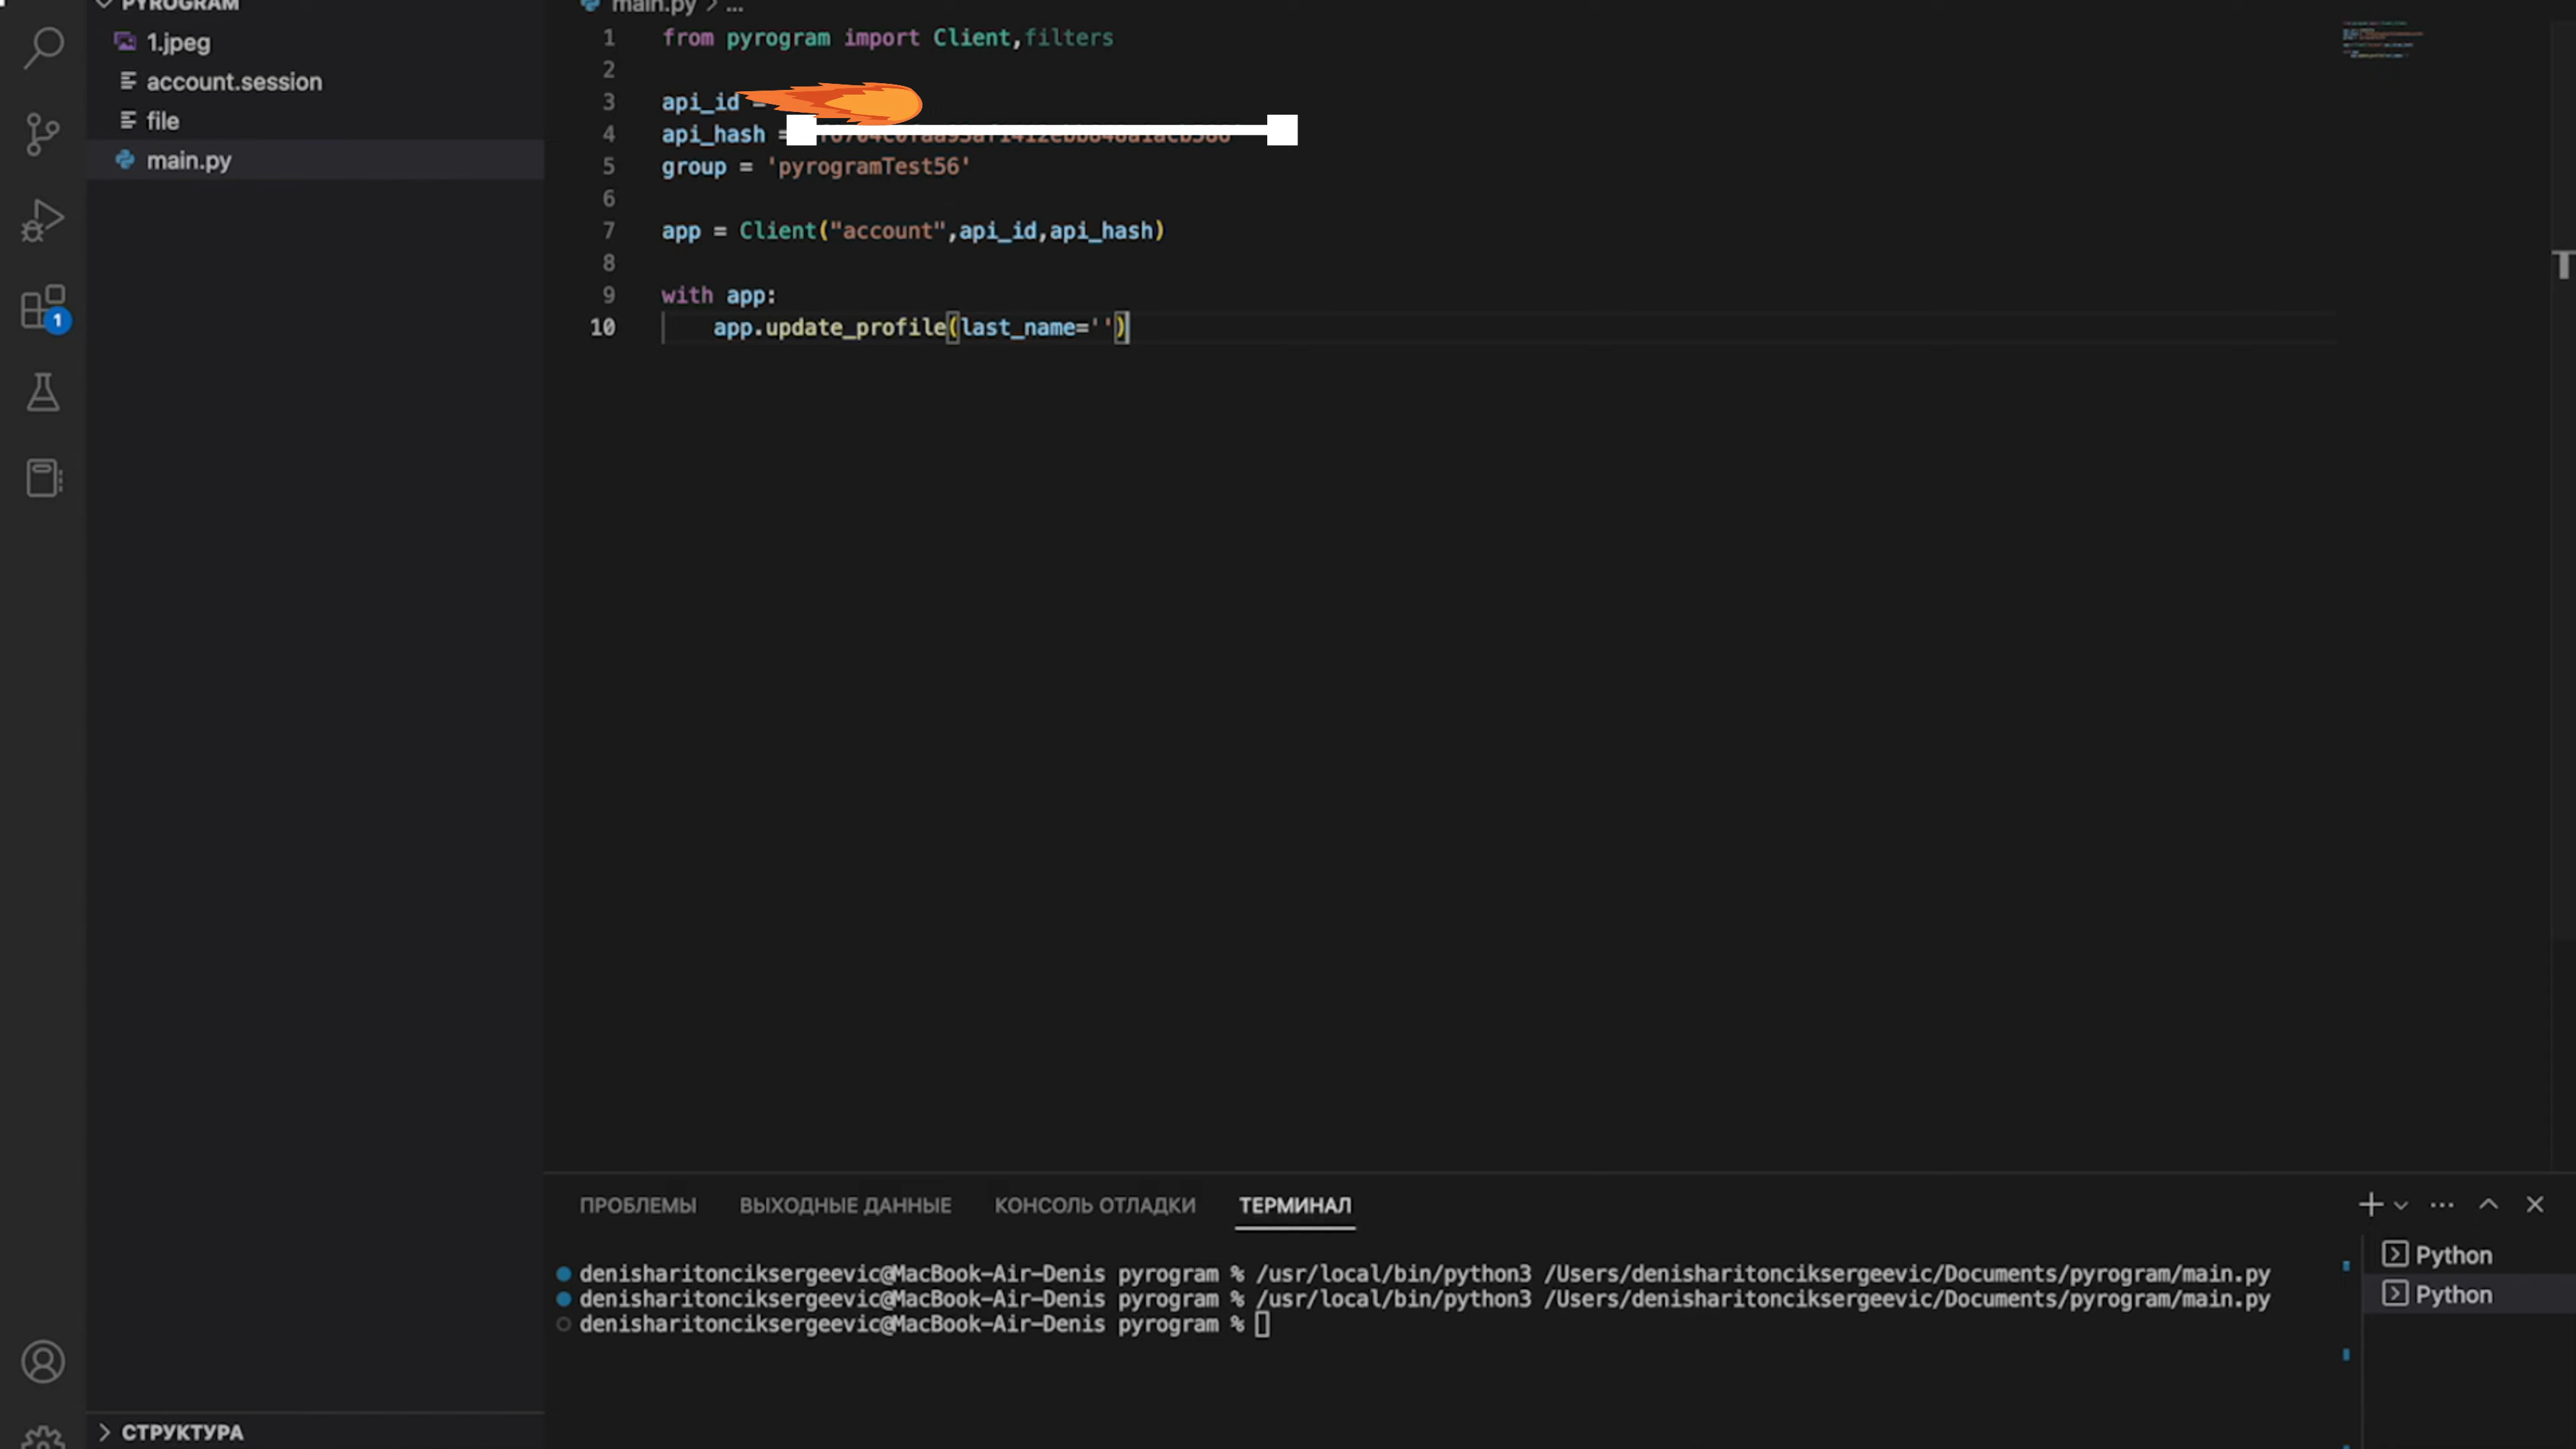 PYROGRAM
1.jpeg
account.session
file
main.py
1
СТРУКТУРА
main.py > ...
1 from pyrogram import Client,filters
2
3 api_id =
4 api_hash =
5 group = 'pyrogramTest56'
6
7 app = Client("account",api_id,api_hash)
8
9 with app:
10 app.update_profile(last_name='')
T
ПРОБЛЕМЫ ВЫХОДНЫЕ ДАННЫЕ КОНСОЛЬ ОТЛАДКИ ТЕРМИНАЛ
denisharitonciksergeevic@MacBook-Air-Denis pyrogram % /usr/local/bin/python3 /Users/denisharitonciksergeevic/Documents/pyrogram/main.py
denisharitonciksergeevic@MacBook-Air-Denis pyrogram % /usr/local/bin/python3 /Users/denisharitonciksergeevic/Documents/pyrogram/main.py
denisharitonciksergeevic@MacBook-Air-Denis pyrogram %
Python
Python